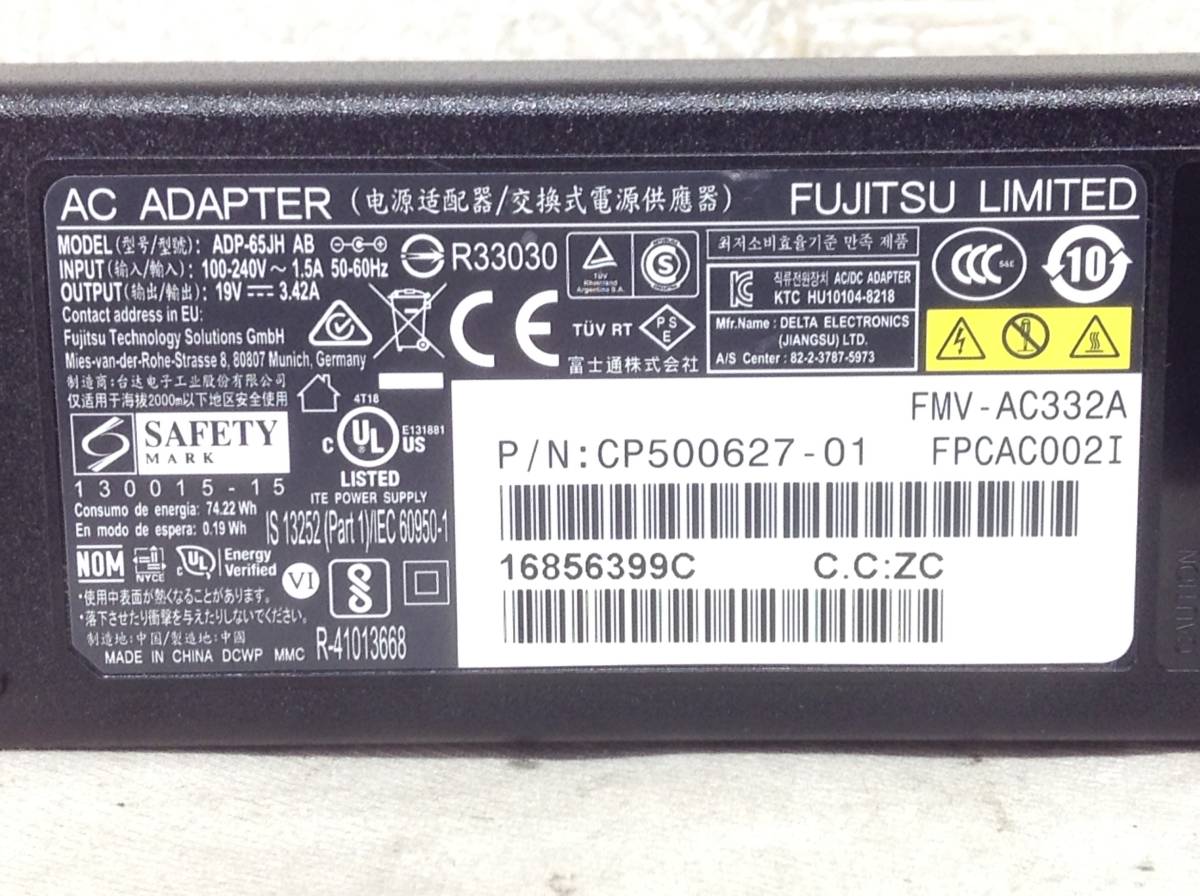 AC ADAPTER (电源适配器/交換式電源供應器) FUJITSU LIMITED
MODEL (型号/型號): ADP-65JH AB
INPUT (输入/輸入): 100-240V～1.5A 50-60Hz
OUTPUT (输出/輸出): 19V ⎓ 3.42A
Contact address in EU:
Fujitsu Technology Solutions GmbH
Mies-van-der-Rohe-Strasse 8, 80807 Munich, Germany
制造商:台达电子工业股份有限公司
仅适用于海拔2000m以下地区安全使用
R33030
TÜV
Rheinland
Argentina S.A.
S
CE
TÜV RT
PSE
富士通株式会社
최저소비효율기준 만족 제품
직류전원장치 AC/DC ADAPTER
KTC HU10104-8218
Mfr.Name : DELTA ELECTRONICS
(JIANGSU) LTD.
A/S Center : 82-2-3787-5973
CCC S&E
10
SAFETY
MARK
130015-15
4T18
C UL US
E131881
LISTED
ITE POWER SUPPLY
Consumo de energía: 74.22 Wh
En modo de espera: 0.19 Wh
IS 13252 (Part 1)/IEC 60950-1
NOM
NYCE
c UL
Energy
Verified
VI
・使用中表面が熱くなることがあります。
・落下させたり衝撃を与えたりしないでください。
制造地:中国/製造地:中國
MADE IN CHINA DCWP MMC
R-41013668
FMV-AC332A
P/N:CP500627-01 FPCAC002I
16856399C C.C:ZC